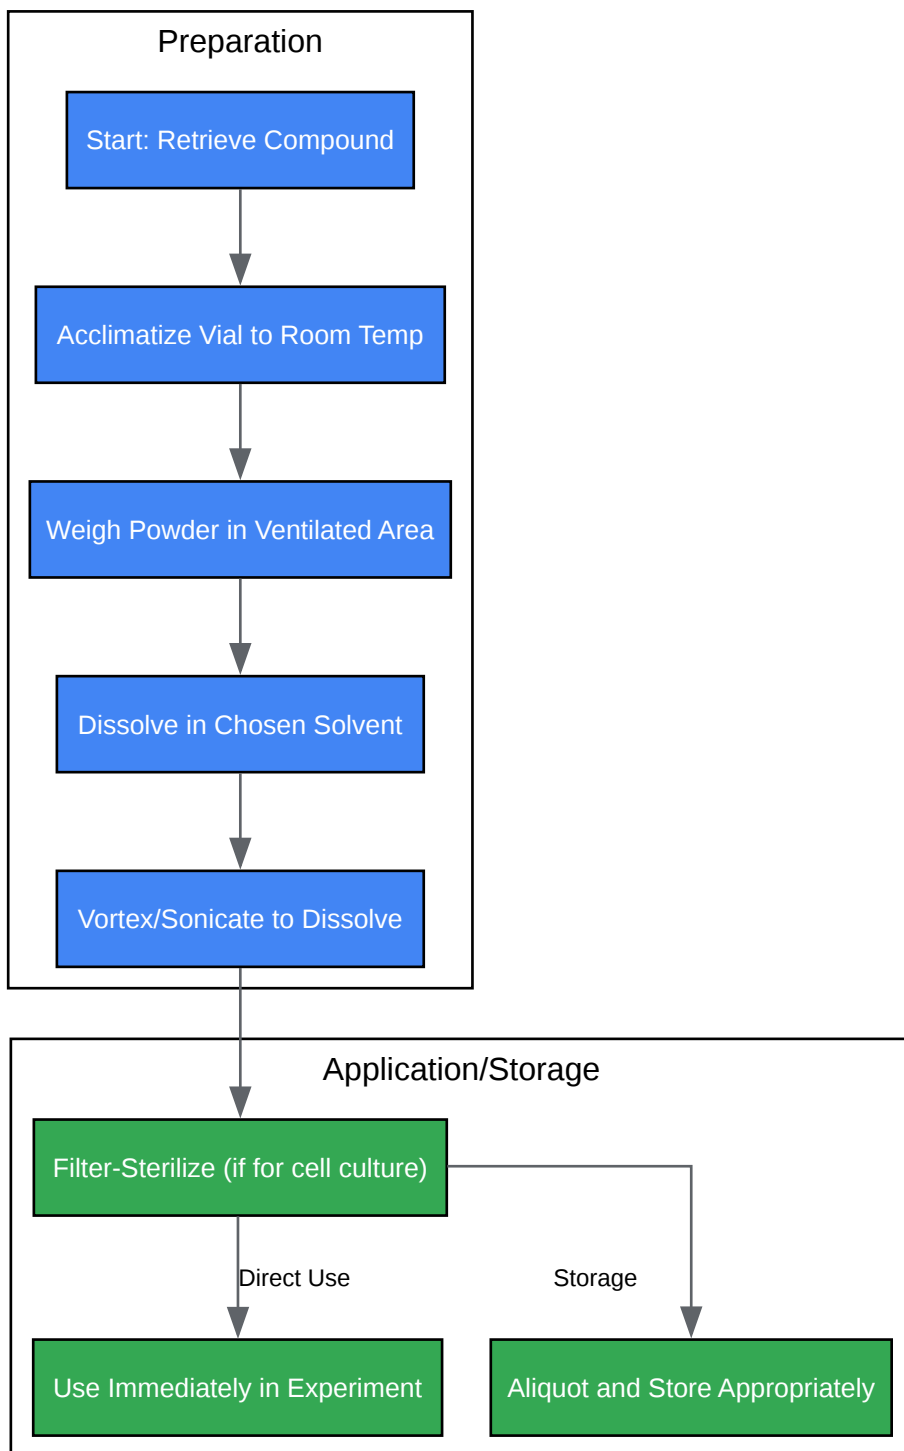 Preparation
Start: Retrieve Compound
Acclimatize Vial to Room Temp
Weigh Powder in Ventilated Area
Dissolve in Chosen Solvent
Vortex/Sonicate to Dissolve
Application/Storage
Filter-Sterilize (if for cell culture)
Direct Use
Storage
Use Immediately in Experiment
Aliquot and Store Appropriately